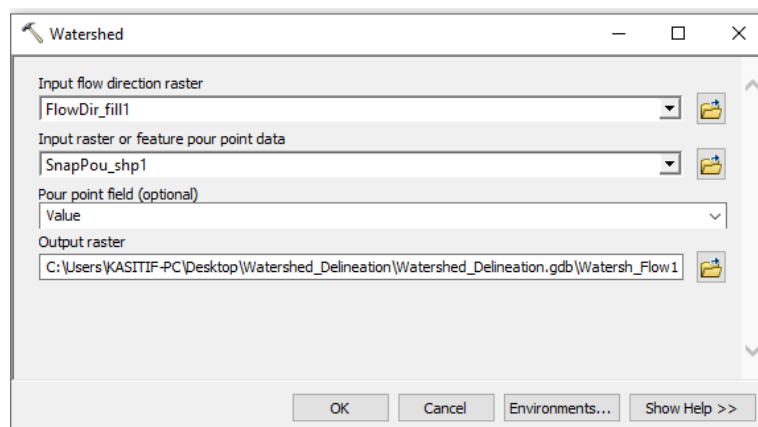 Watershed
Input flow direction raster
FlowDir_fill1
Input raster or feature pour point data
SnapPou_shp1
Pour point field (optional)
Value
Output raster
C:\Users\KASITIF-PC\Desktop\Watershed_Delineation\Watershed_Delineation.gdb\Watersh_Flow1
OK Cancel Environments... Show Help >>